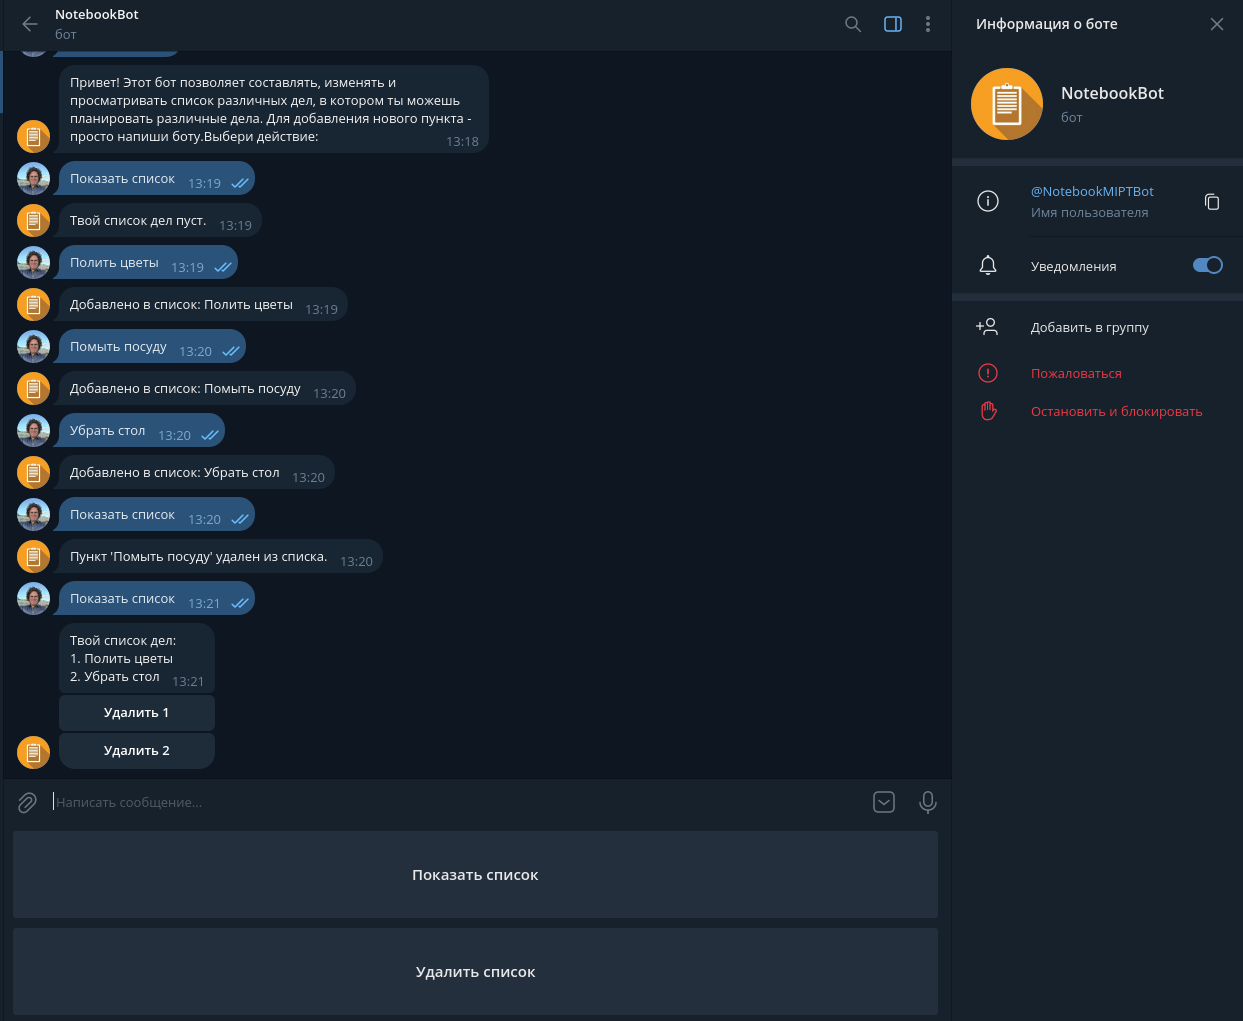 NotebookBot
бот
Привет! Этот бот позволяет составлять, изменять и
просматривать список различных дел, в котором ты можешь
планировать различные дела. Для добавления нового пункта -
просто напиши боту.Выбери действие:
13:18
Показать список 13:19
Твой список дел пуст. 13:19
Полить цветы 13:19
Добавлено в список: Полить цветы 13:19
Помыть посуду 13:20
Добавлено в список: Помыть посуду 13:20
Убрать стол 13:20
Добавлено в список: Убрать стол 13:20
Показать список 13:20
Пункт 'Помыть посуду' удален из списка. 13:20
Показать список 13:21
Твой список дел:
1. Полить цветы
2. Убрать стол 13:21
Удалить 1
Удалить 2
Написать сообщение...
Показать список
Удалить список
Информация о боте
NotebookBot
бот
@NotebookMIPTBot
Имя пользователя
Уведомления
Добавить в группу
Пожаловаться
Остановить и блокировать